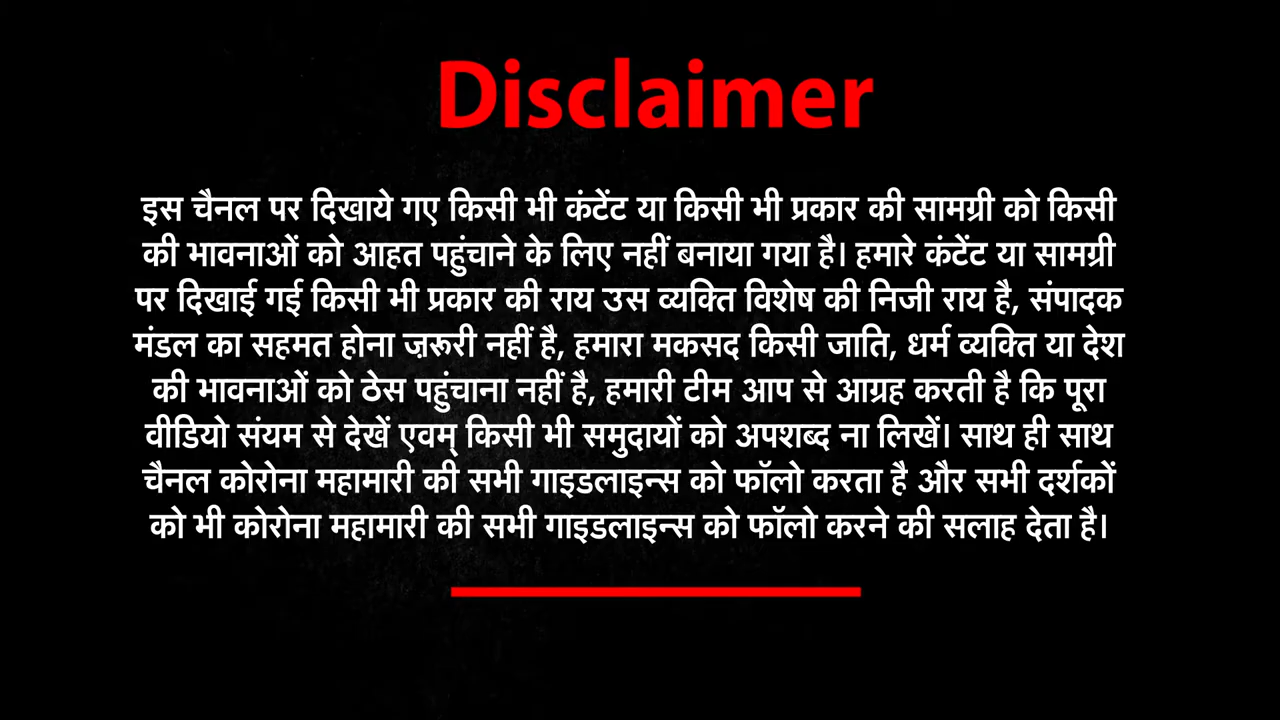 Disclaimer
इस चैनल पर दिखाये गए किसी भी कंटेंट या किसी भी प्रकार की सामग्री को किसी
की भावनाओं को आहत पहुंचाने के लिए नहीं बनाया गया है। हमारे कंटेंट या सामग्री
पर दिखाई गई किसी भी प्रकार की राय उस व्यक्ति विशेष की निजी राय है, संपादक
मंडल का सहमत होना ज़रूरी नहीं है, हमारा मकसद किसी जाति, धर्म व्यक्ति या देश
की भावनाओं को ठेस पहुंचाना नहीं है, हमारी टीम आप से आग्रह करती है कि पूरा
वीडियो संयम से देखें एवम् किसी भी समुदायों को अपशब्द ना लिखें। साथ ही साथ
चैनल कोरोना महामारी की सभी गाइडलाइन्स को फॉलो करता है और सभी दर्शकों
को भी कोरोना महामारी की सभी गाइडलाइन्स को फॉलो करने की सलाह देता है।